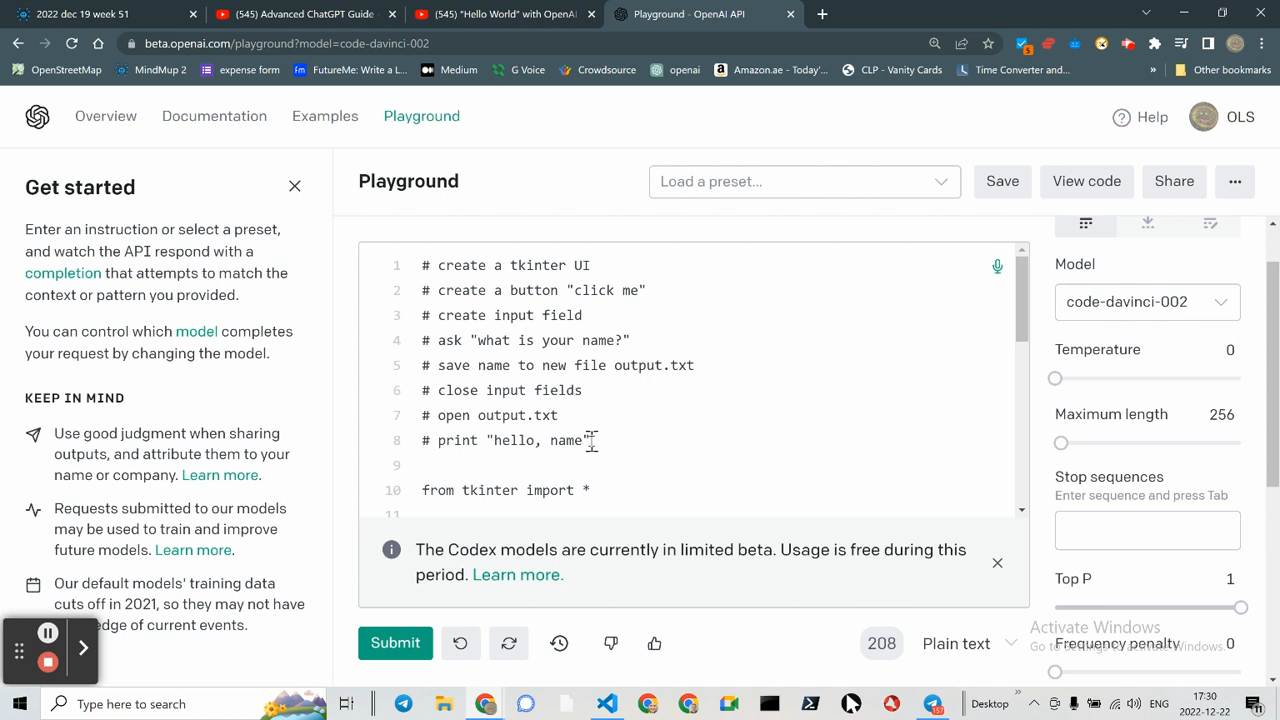 2022 dec 19 week 51
(545) Advanced ChatGPT Guide -
(545) "Hello World" with OpenAI
Playground - OpenAI API
beta.openai.com/playground?model=code-davinci-002
5
OpenStreetMap
MindMup 2
expense form
FutureMe: Write a L...
Medium
G Voice
Crowdsource
openai
Amazon.ae - Today'...
CLP - Vanity Cards
Time Converter and...
»
Other bookmarks
Overview
Documentation
Examples
Playground
Help
OLS
Get started
Enter an instruction or select a preset,
and watch the API respond with a
completion that attempts to match the
context or pattern you provided.
You can control which model completes
your request by changing the model.
KEEP IN MIND
Use good judgment when sharing
outputs, and attribute them to your
name or company. Learn more.
Requests submitted to our models
may be used to train and improve
future models. Learn more.
Our default models' training data
cuts off in 2021, so they may not have
edge of current events.
Playground
Load a preset...
Save
View code
Share
1 # create a tkinter UI
2 # create a button "click me"
3 # create input field
4 # ask "what is your name?"
5 # save name to new file output.txt
6 # close input fields
7 # open output.txt
8 # print "hello, name"
9
10 from tkinter import *
11
The Codex models are currently in limited beta. Usage is free during this
period. Learn more.
Submit
208
Plain text
Model
code-davinci-002
Temperature 0
Maximum length 256
Stop sequences
Enter sequence and press Tab
Top P 1
Frequency penalty 0
Activate Windows
Go to Settings to activate Windows.
Type here to search
157
Desktop
»
ENG
17:30
2022-12-22